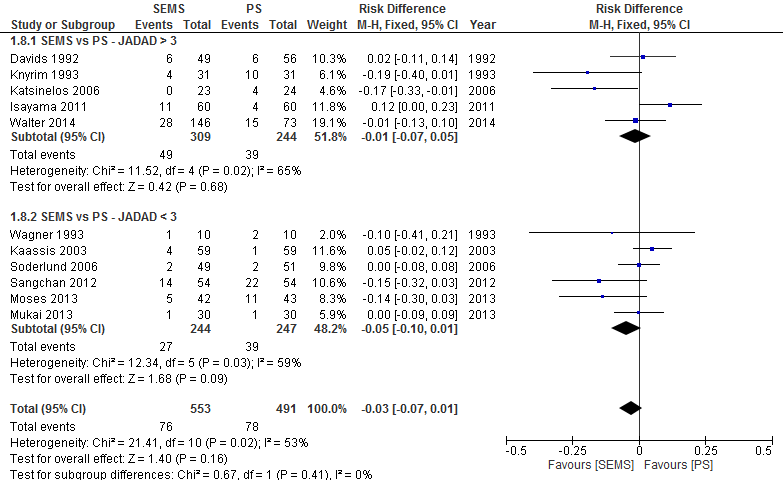 SEMS PS Risk Difference Risk Difference
Study or Subgroup Events Total Events Total Weight M-H, Fixed, 95% CI Year M-H, Fixed, 95% CI
1.8.1 SEMS vs PS - JADAD > 3
Davids 1992 6 49 6 56 10.3% 0.02 [-0.11, 0.14] 1992
Knyrim 1993 4 31 10 31 6.1% -0.19 [-0.40, 0.01] 1993
Katsinelos 2006 0 23 4 24 4.6% -0.17 [-0.33, -0.01] 2006
Isayama 2011 11 60 4 60 11.8% 0.12 [0.00, 0.23] 2011
Walter 2014 28 146 15 73 19.1% -0.01 [-0.13, 0.10] 2014
Subtotal (95% CI) 309 244 51.8% -0.01 [-0.07, 0.05]
Total events 49 39
Heterogeneity: Chi² = 11.52, df = 4 (P = 0.02); I² = 65%
Test for overall effect: Z = 0.42 (P = 0.68)
1.8.2 SEMS vs PS - JADAD < 3
Wagner 1993 1 10 2 10 2.0% -0.10 [-0.41, 0.21] 1993
Kaassis 2003 4 59 1 59 11.6% 0.05 [-0.02, 0.12] 2003
Soderlund 2006 2 49 2 51 9.8% 0.00 [-0.08, 0.08] 2006
Sangchan 2012 14 54 22 54 10.6% -0.15 [-0.32, 0.03] 2012
Moses 2013 5 42 11 43 8.3% -0.14 [-0.30, 0.03] 2013
Mukai 2013 1 30 1 30 5.9% 0.00 [-0.09, 0.09] 2013
Subtotal (95% CI) 244 247 48.2% -0.05 [-0.10, 0.01]
Total events 27 39
Heterogeneity: Chi² = 12.34, df = 5 (P = 0.03); I² = 59%
Test for overall effect: Z = 1.68 (P = 0.09)
Total (95% CI) 553 491 100.0% -0.03 [-0.07, 0.01]
Total events 76 78
Heterogeneity: Chi² = 21.41, df = 10 (P = 0.02); I² = 53%
Test for overall effect: Z = 1.40 (P = 0.16)
Test for subgroup differences: Chi² = 0.67, df = 1 (P = 0.41), I² = 0%
-0.5 -0.25 0 0.25 0.5
Favours [SEMS] Favours [PS]